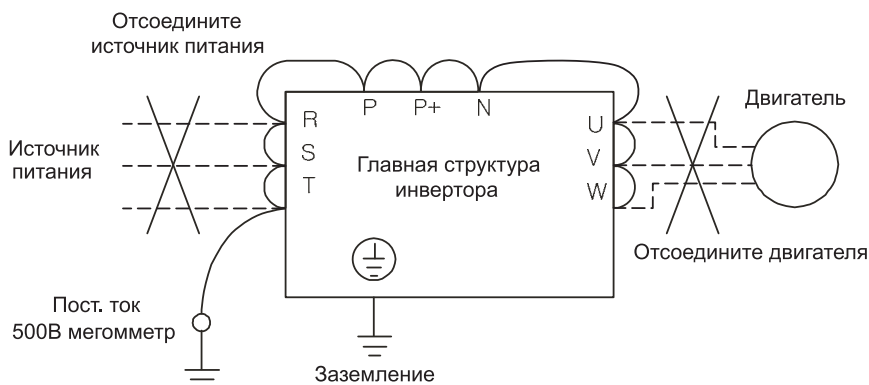 Отсоедините
источник питания
Источник
питания
R
S
T
P P+ N
Главная структура
инвертора
U
V
W
Двигатель
Отсоедините двигателя
Пост. ток
500В мегомметр
Заземление